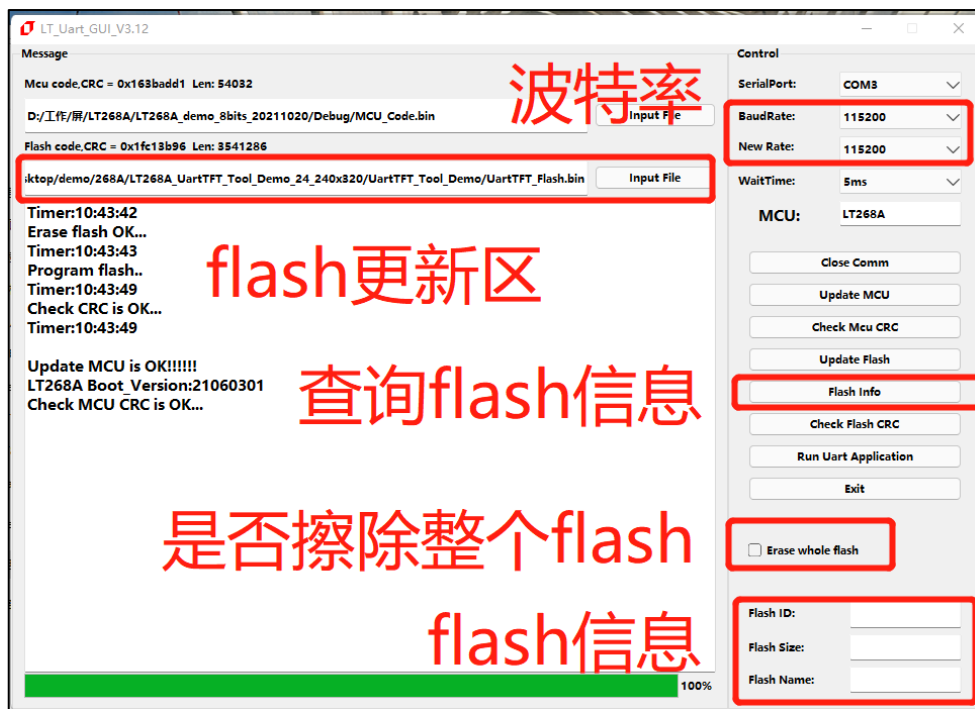 LT_Uart_GUI_V3.12
Message
Control
Mcu code,CRC = 0x163badd1 Len: 54032
波特率
SerialPort: COM3
D:/工作/屏/LT268A/LT268A_demo_8bits_20211020/Debug/MCU_Code.bin
Input File
BaudRate: 115200
Flash code,CRC = 0x1fc13b96 Len: 3541286
New Rate: 115200
ktop/demo/268A/LT268A_UartTFT_Tool_Demo_24_240x320/UartTFT_Tool_Demo/UartTFT_Flash.bin
Input File
WaitTime: 5ms
MCU: LT268A
Timer:10:43:42
Erase flash OK...
Timer:10:43:43
Program flash..
Timer:10:43:49
Check CRC is OK...
Timer:10:43:49
flash更新区
Update MCU is OK!!!!!!
LT268A Boot_Version:21060301
Check MCU CRC is OK...
查询flash信息
是否擦除整个flash
flash信息
100%
Close Comm
Update MCU
Check Mcu CRC
Update Flash
Flash Info
Check Flash CRC
Run Uart Application
Exit
Erase whole flash
Flash ID:
Flash Size:
Flash Name: